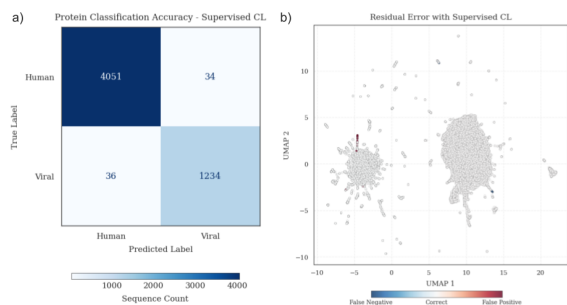 a)
Protein Classification Accuracy - Supervised CL
True Label
Human
4051
34
Viral
36
1234
Human
Viral
Predicted Label
0
1000
2000
3000
4000
Sequence Count
b)
Residual Error with Supervised CL
UMAP 2
15
10
5
0
−5
−10
−10
−5
0
5
10
15
20
UMAP 1
False Negative
Correct
False Positive